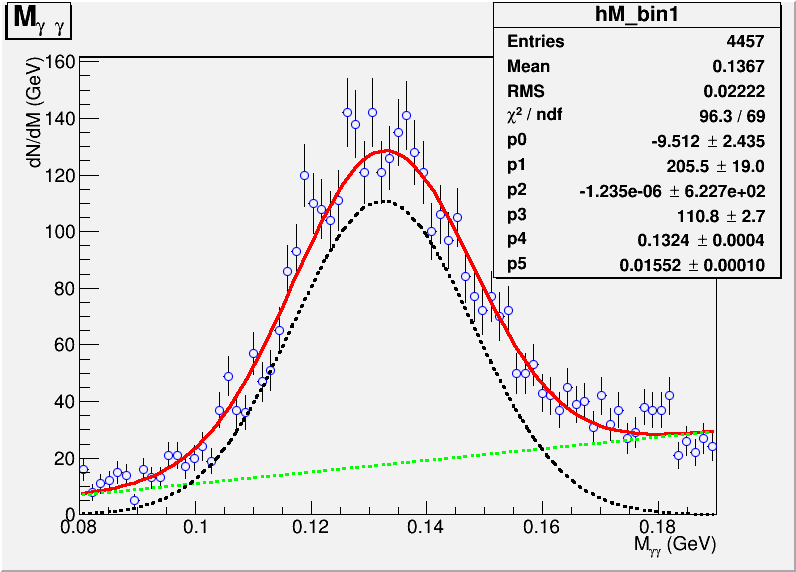 Mγ γ
hM_bin1
Entries 4457
Mean 0.1367
RMS 0.02222
χ² / ndf 96.3 / 69
p0 -9.512 ± 2.435
p1 205.5 ± 19.0
p2 -1.235e-06 ± 6.227e+02
p3 110.8 ± 2.7
p4 0.1324 ± 0.0004
p5 0.01552 ± 0.00010
dN/dM (GeV)
160
140
120
100
80
60
40
20
0
0.08 0.1 0.12 0.14 0.16 0.18
Mγγ (GeV)